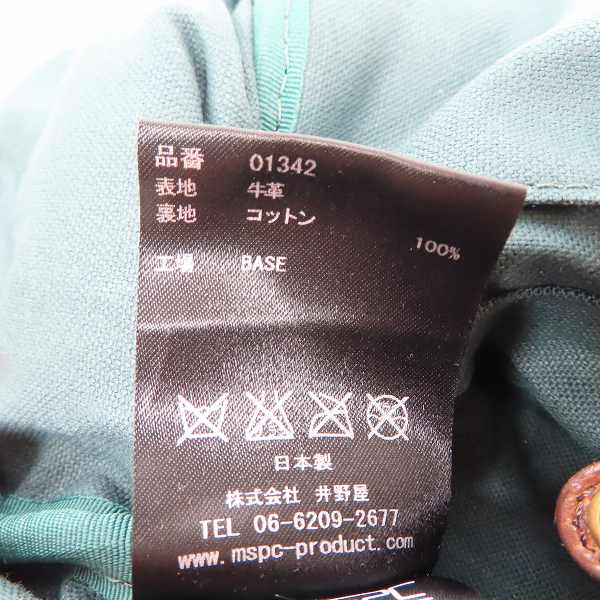 品番 01342
表地 牛革
裏地 コットン
100%
工場 BASE
日本製
株式会社 井野屋
TEL 06-6209-2677
www.mspc-product.com